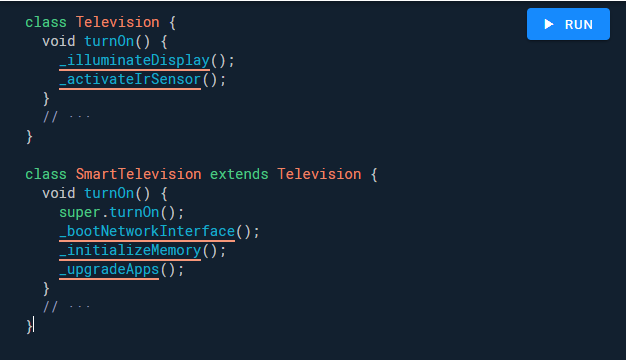 class Television {
  void turnOn() {
    _illuminateDisplay();
    _activateIrSensor();
  }
  // ···
}

class SmartTelevision extends Television {
  void turnOn() {
    super.turnOn();
    _bootNetworkInterface();
    _initializeMemory();
    _upgradeApps();
  }
  // ···
}
RUN